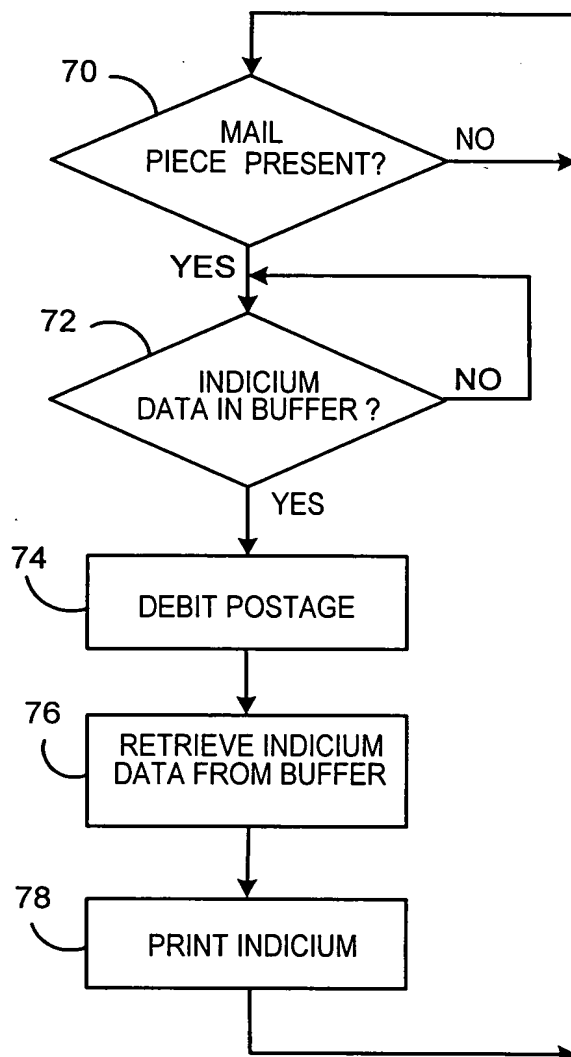 70
MAIL
PIECE PRESENT?
NO
YES
72
INDICIUM
DATA IN BUFFER ?
NO
YES
74
DEBIT POSTAGE
76
RETRIEVE INDICIUM
DATA FROM BUFFER
78
PRINT INDICIUM